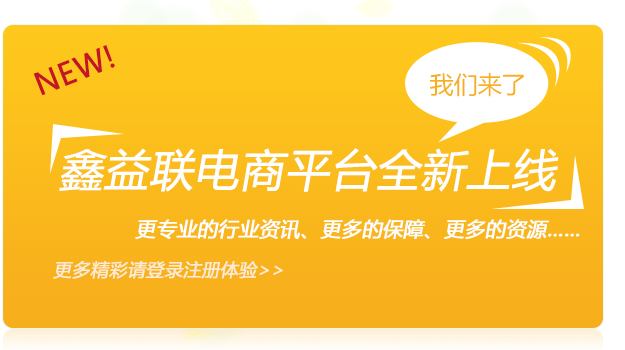 NEW!
我们来了
鑫益联电商平台全新上线
更专业的行业资讯、更多的保障、更多的资源......
更多精彩请登录注册体验>>